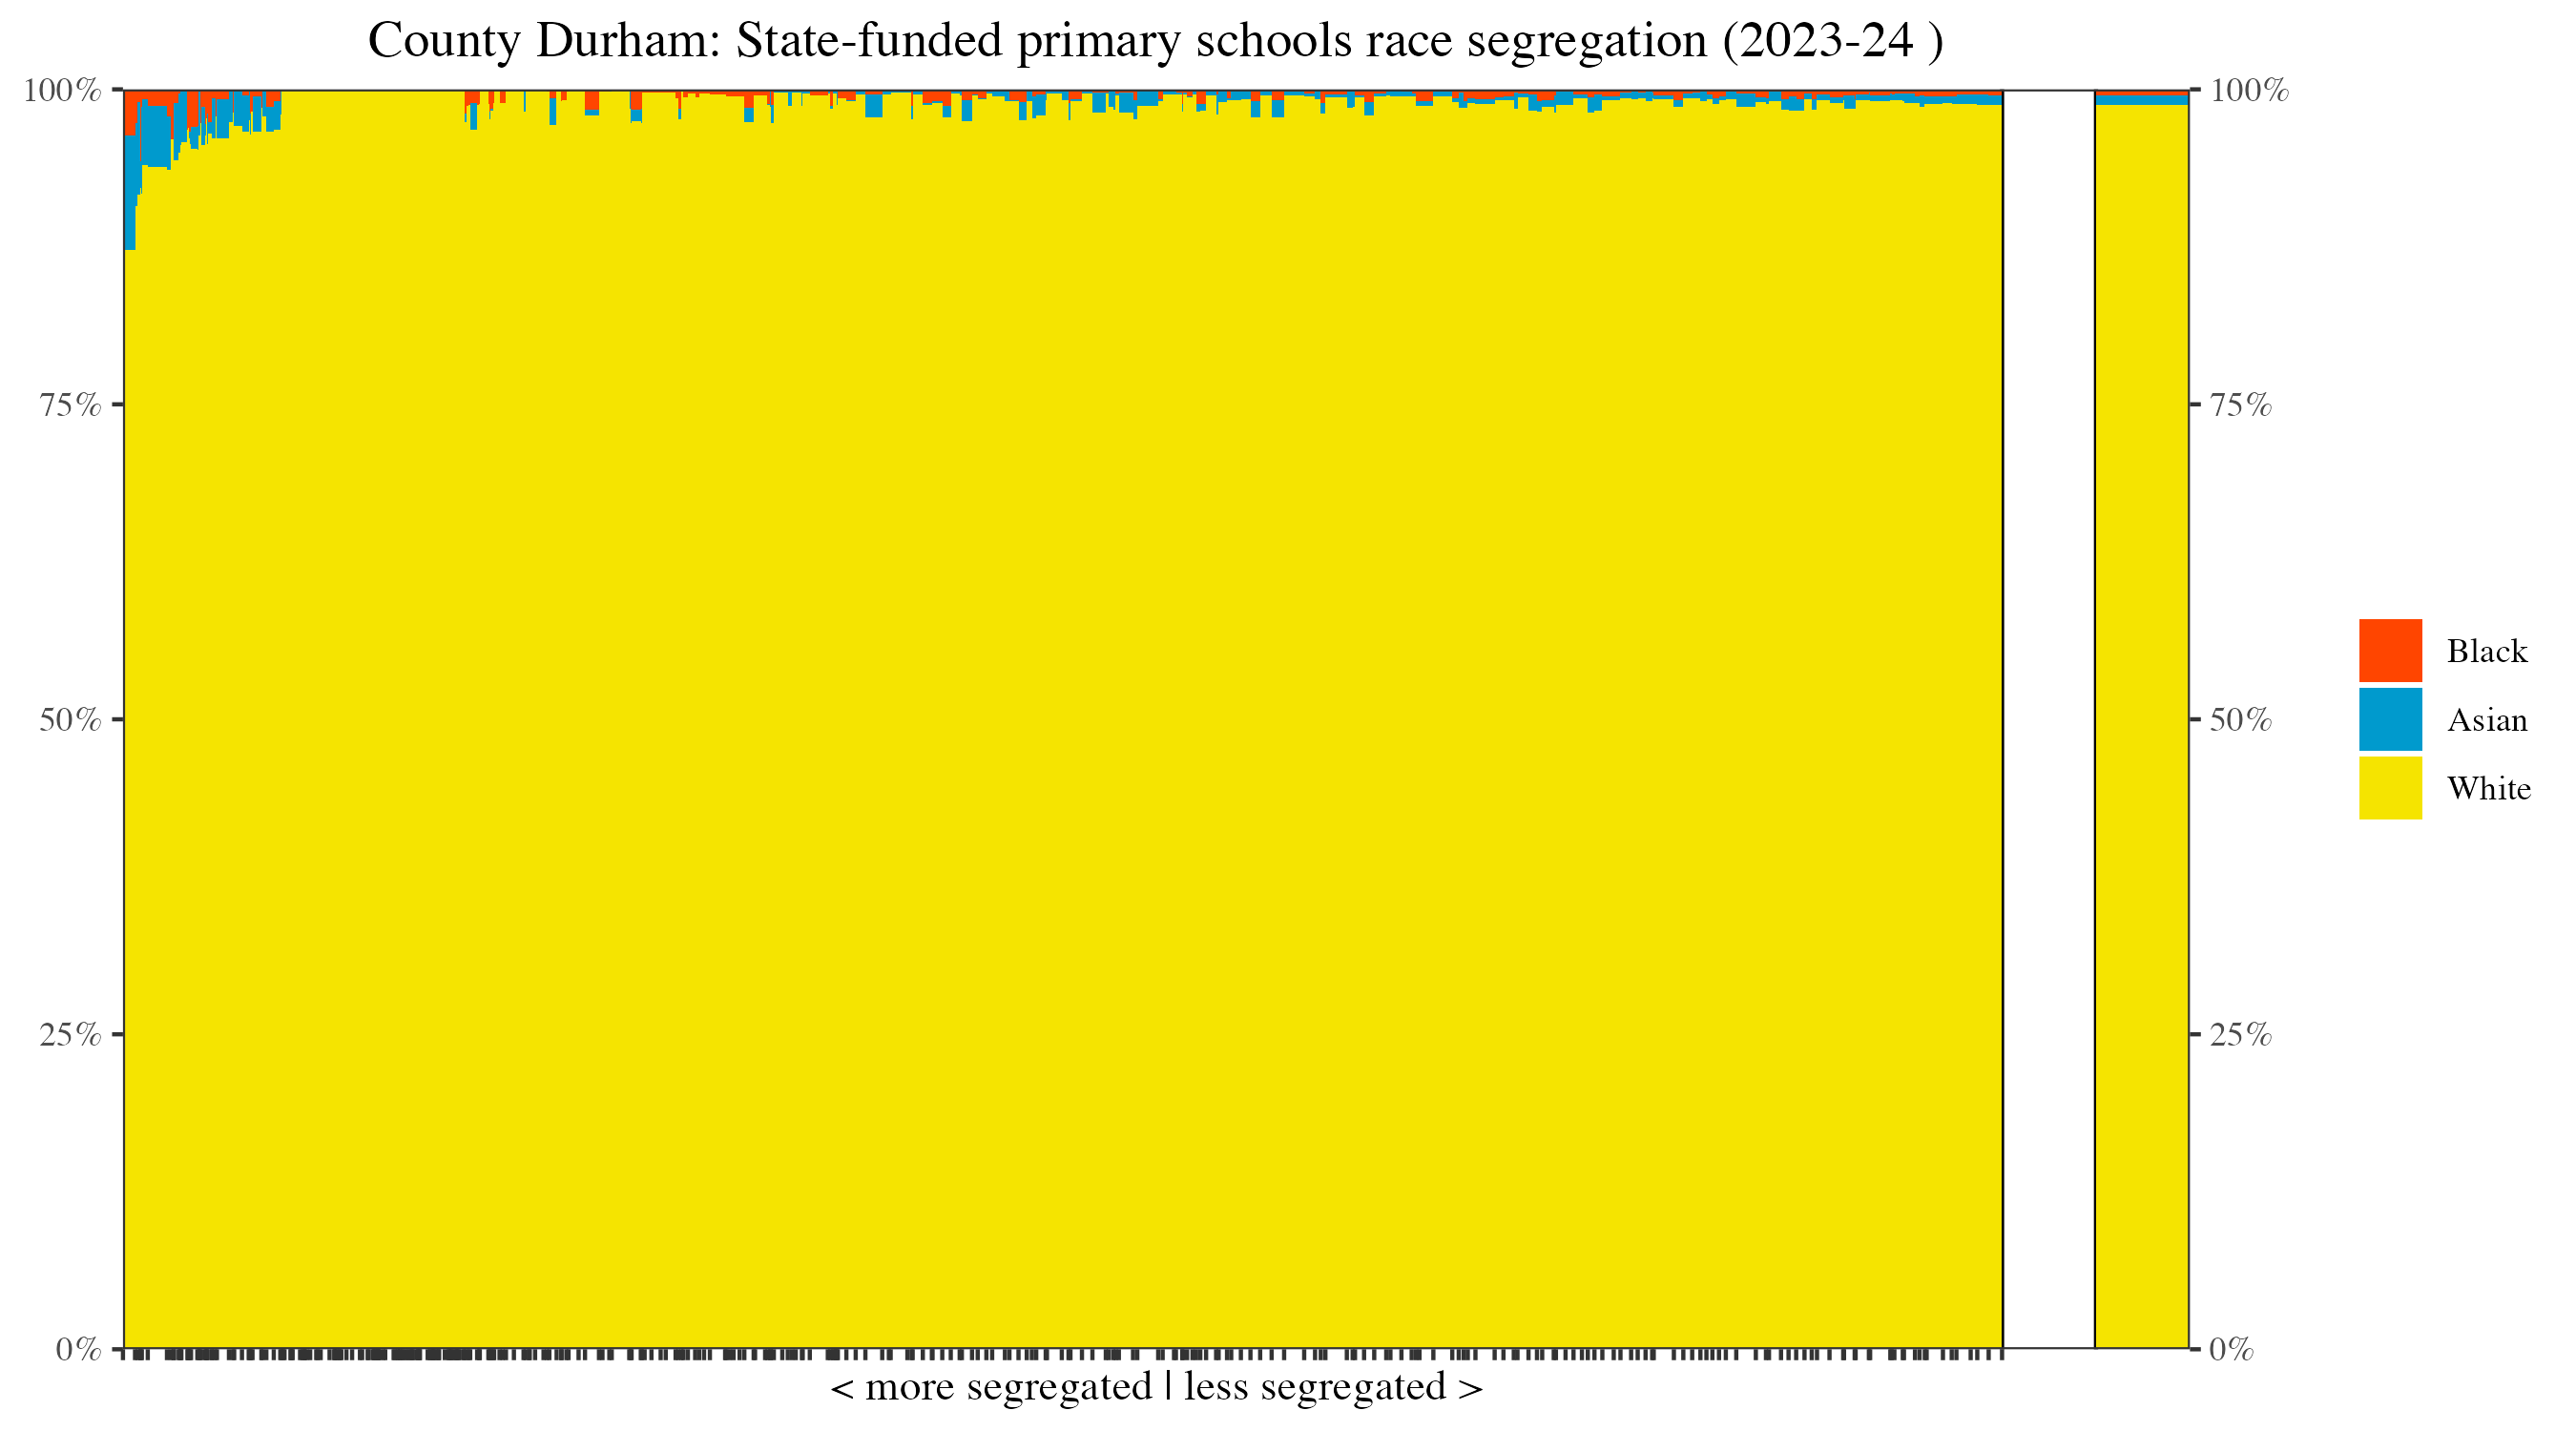 County Durham: State-funded primary schools race segregation (2023-24 )
100%
75%
50%
25%
0%
100%
75%
50%
25%
0%
Black
Asian
White
< more segregated | less segregated >